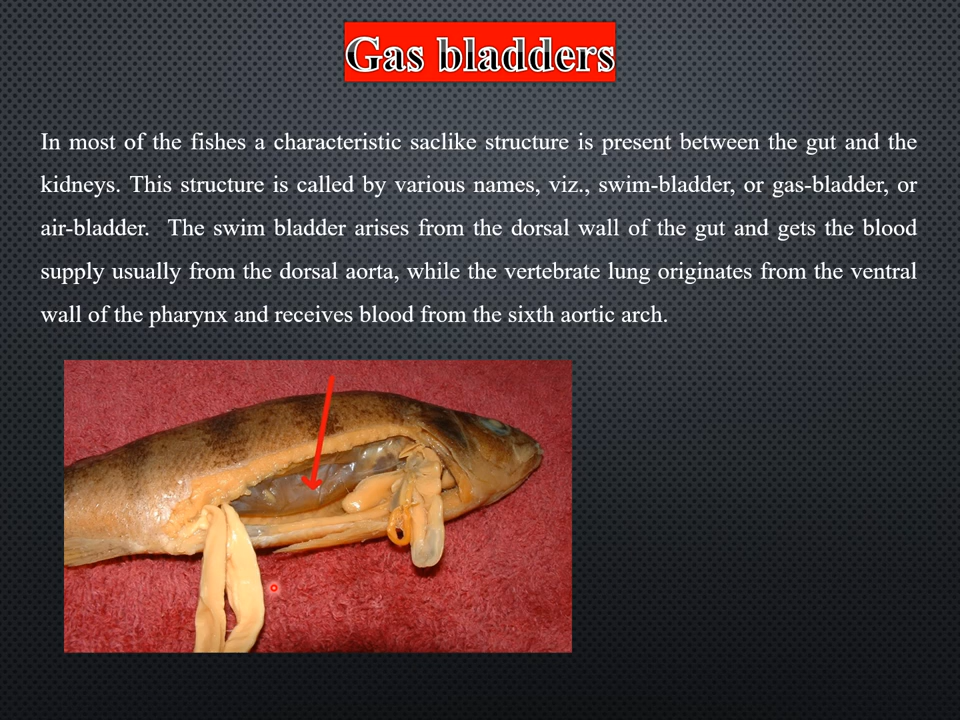 Gas bladders
In most of the fishes a characteristic saclike structure is present between the gut and the
kidneys. This structure is called by various names, viz., swim-bladder, or gas-bladder, or
air-bladder. The swim bladder arises from the dorsal wall of the gut and gets the blood
supply usually from the dorsal aorta, while the vertebrate lung originates from the ventral
wall of the pharynx and receives blood from the sixth aortic arch.